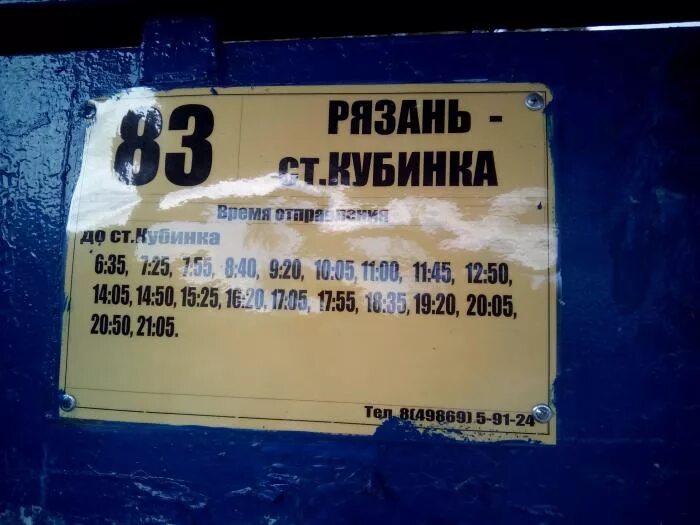 83
РЯЗАНЬ -
ст.КУБИНКА
Время отправления
до ст.Кубинка
6:35, 7:25, 7:55, 8:40, 9:20, 10:05, 11:00, 11:45, 12:50,
14:05, 14:50, 15:25, 16:20, 17:05, 17:55, 18:35, 19:20, 20:05,
20:50, 21:05.
Тел. 8(49869) 5-91-24